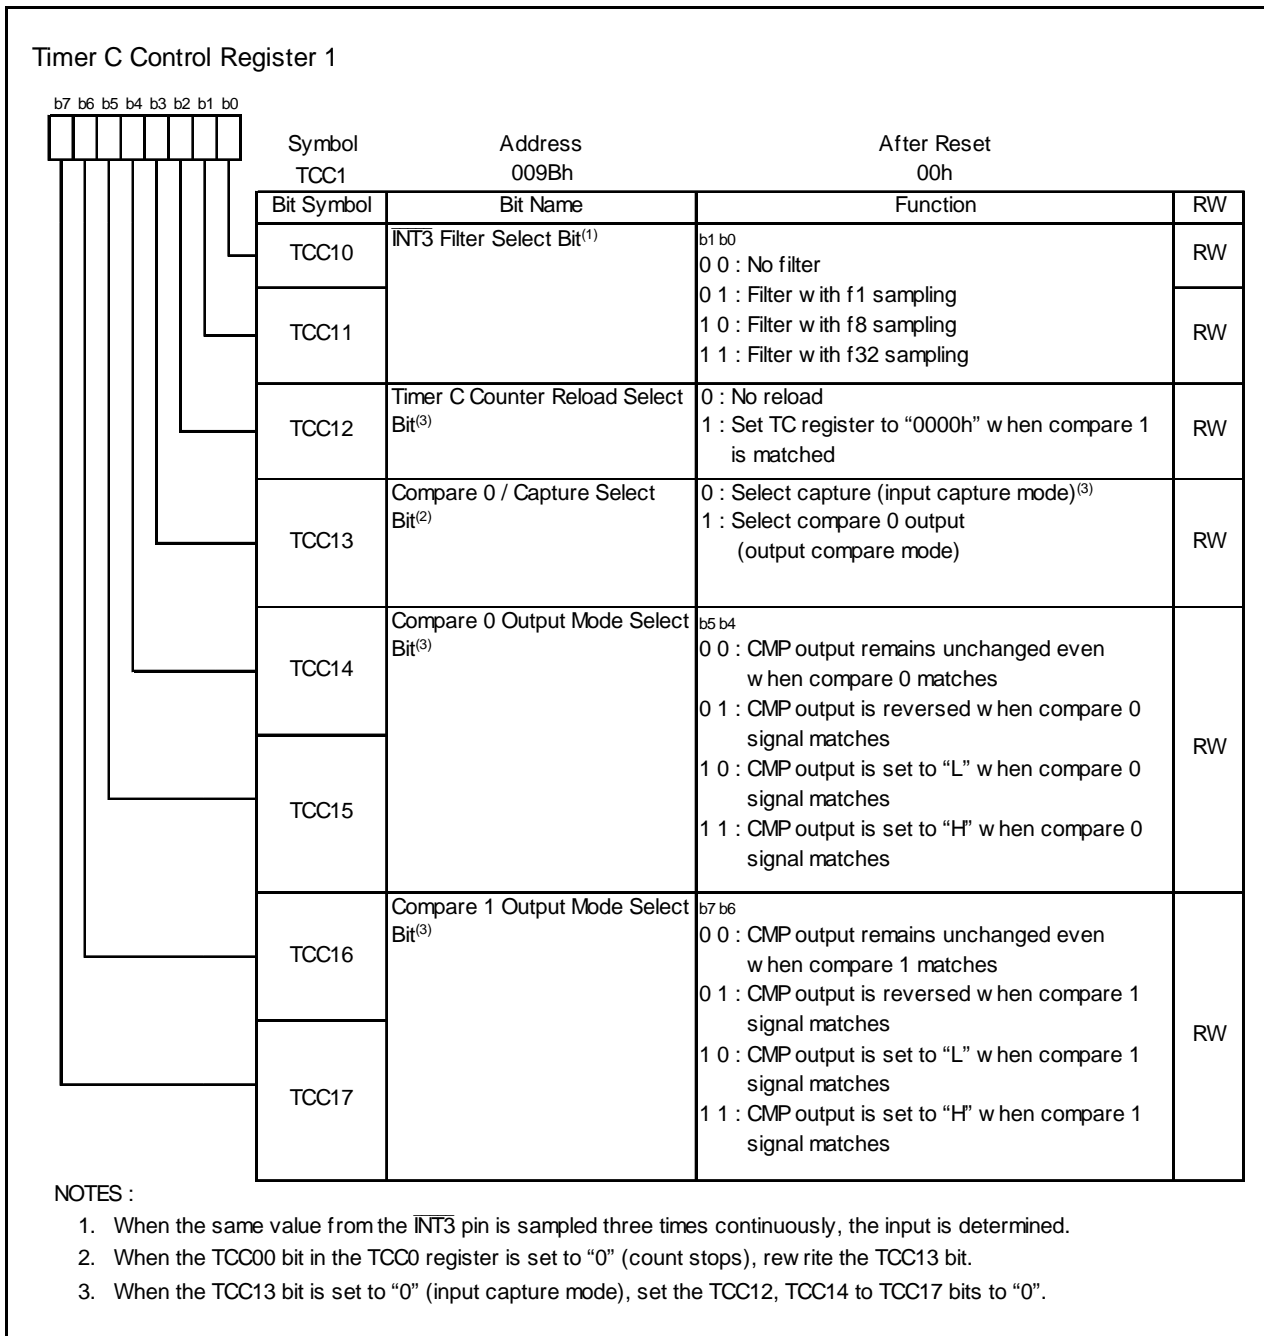 Timer C Control Register 1
b7 b6 b5 b4 b3 b2 b1 b0
Symbol Address After Reset
TCC1 009Bh 00h
Bit Symbol Bit Name Function RW
TCC10 INT3 Filter Select Bit(1) b1 b0 RW
0 0 : No filter
0 1 : Filter with f1 sampling
TCC11 1 0 : Filter with f8 sampling RW
1 1 : Filter with f32 sampling
Timer C Counter Reload Select 0 : No reload
TCC12 Bit(3) 1 : Set TC register to “0000h” when compare 1 RW
is matched
Compare 0 / Capture Select 0 : Select capture (input capture mode)(3)
Bit(2) 1 : Select compare 0 output
TCC13 (output compare mode) RW
Compare 0 Output Mode Select b5 b4
Bit(3) 0 0 : CMP output remains unchanged even
TCC14 when compare 0 matches
0 1 : CMP output is reversed when compare 0
signal matches RW
1 0 : CMP output is set to “L” when compare 0
TCC15 signal matches
1 1 : CMP output is set to “H” when compare 0
signal matches
Compare 1 Output Mode Select b7 b6
Bit(3) 0 0 : CMP output remains unchanged even
TCC16 when compare 1 matches
0 1 : CMP output is reversed when compare 1
signal matches RW
1 0 : CMP output is set to “L” when compare 1
TCC17 signal matches
1 1 : CMP output is set to “H” when compare 1
signal matches
NOTES :
1. When the same value from the INT3 pin is sampled three times continuously, the input is determined.
2. When the TCC00 bit in the TCC0 register is set to “0” (count stops), rewrite the TCC13 bit.
3. When the TCC13 bit is set to “0” (input capture mode), set the TCC12, TCC14 to TCC17 bits to “0”.